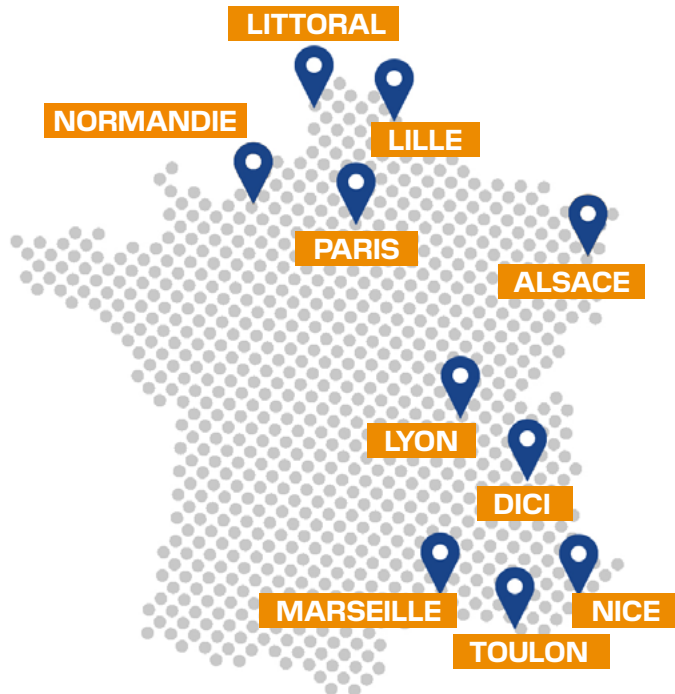 LITTORAL
NORMANDIE
LILLE
PARIS
ALSACE
LYON
DICI
MARSEILLE
NICE
TOULON